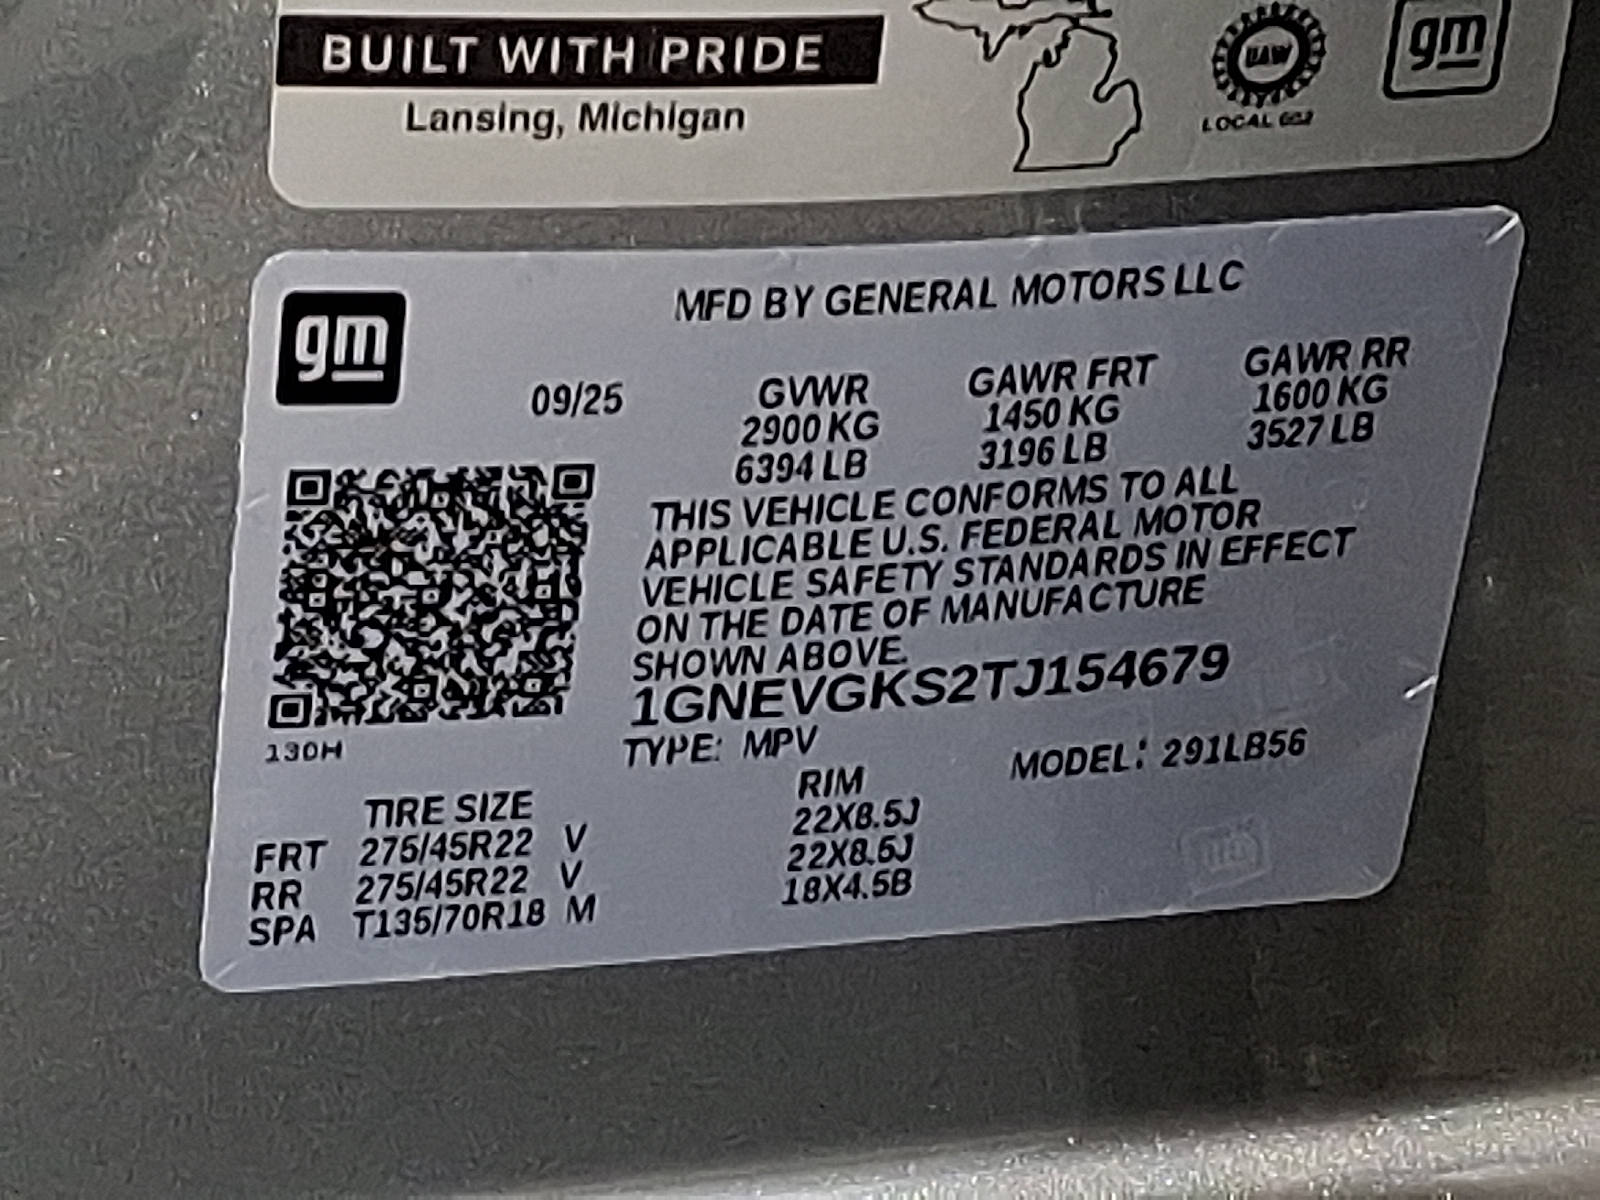 BUILT WITH PRIDE
Lansing, Michigan
UAW
LOCAL 602
gm
gm
MFD BY GENERAL MOTORS LLC
09/25
GVWR GAWR FRT GAWR RR
2900 KG 1450 KG 1600 KG
6394 LB 3196 LB 3527 LB
THIS VEHICLE CONFORMS TO ALL
APPLICABLE U.S. FEDERAL MOTOR
VEHICLE SAFETY STANDARDS IN EFFECT
ON THE DATE OF MANUFACTURE
SHOWN ABOVE.
1GNEVGKS2TJ154679
130H
TYPE: MPV MODEL: 291LB56
TIRE SIZE RIM
FRT 275/45R22 V 22X8.5J
RR 275/45R22 V 22X8.5J
SPA T135/70R18 M 18X4.5B